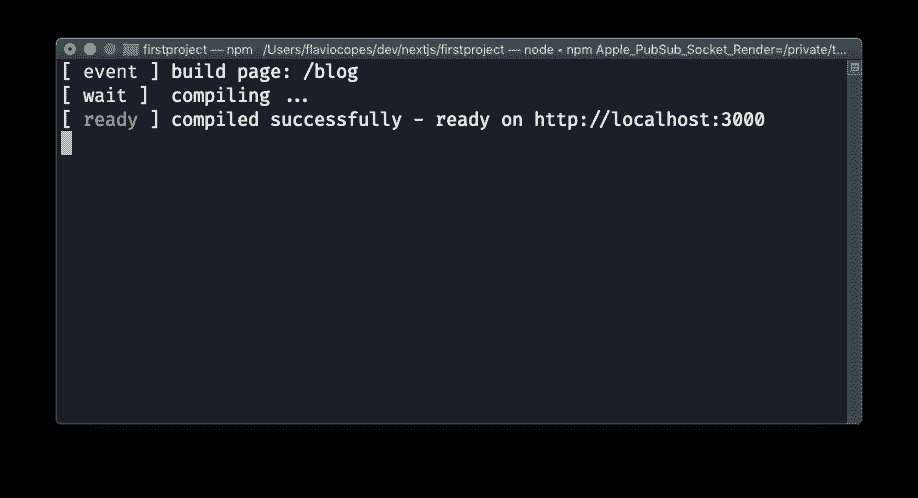 firstproject — npm /Users/flaviocopes/dev/nextjs/firstproject — node • npm Apple_PubSub_Socket_Render=/private/t...
[ event ] build page: /blog
[ wait ]  compiling ...
[ ready ] compiled successfully - ready on http://localhost:3000